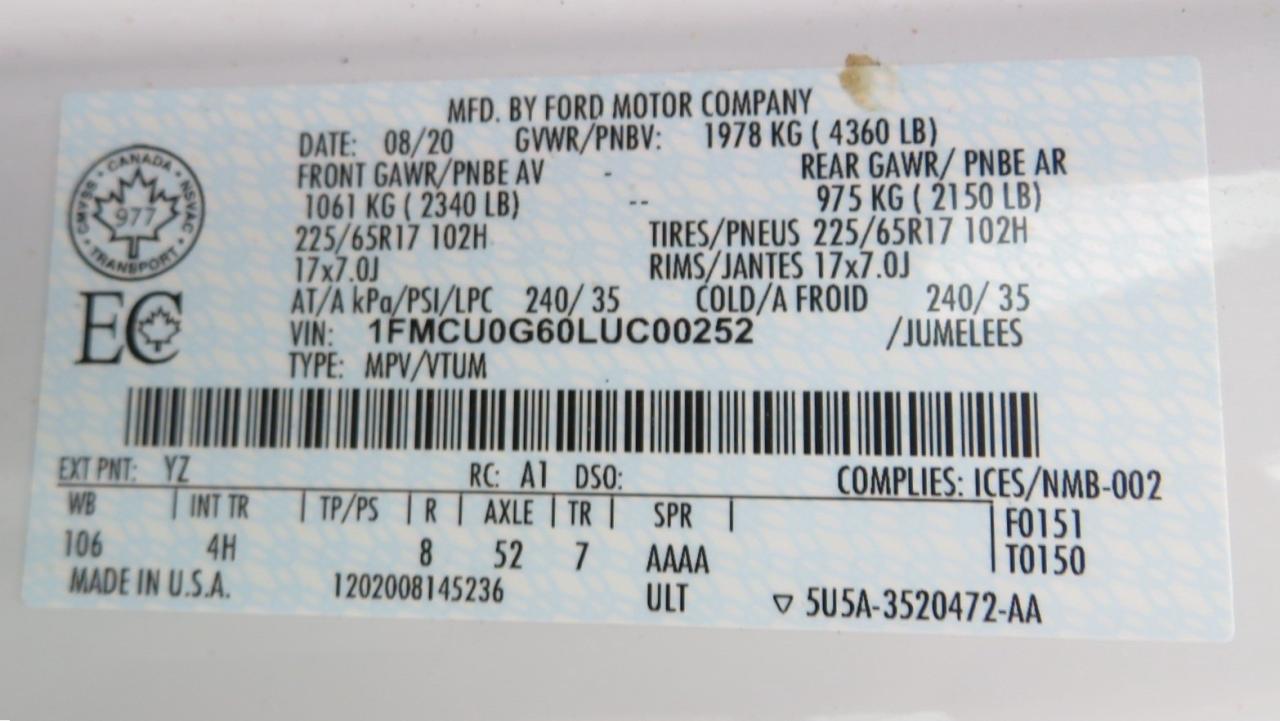 MFD. BY FORD MOTOR COMPANY
DATE: 08/20 GVWR/PNBV: 1978 KG ( 4360 LB)
FRONT GAWR/PNBE AV - REAR GAWR/ PNBE AR
1061 KG ( 2340 LB) -- 975 KG ( 2150 LB)
225/65R17 102H TIRES/PNEUS 225/65R17 102H
17x7.0J RIMS/JANTES 17x7.0J
AT/A kPa/PSI/LPC 240/ 35 COLD/A FROID 240/ 35
VIN: 1FMCU0G60LUC00252 /JUMELEES
TYPE: MPV/VTUM
CANADA
CMVSS • NSVAC
977
TRANSPORT
EC
EXT PNT: YZ RC: A1 DSO: COMPLIES: ICES/NMB-002
WB | INT TR | TP/PS | R | AXLE | TR | SPR | F0151
106 4H 8 52 7 AAAA T0150
MADE IN U.S.A. 1202008145236 ULT ▽ 5U5A-3520472-AA